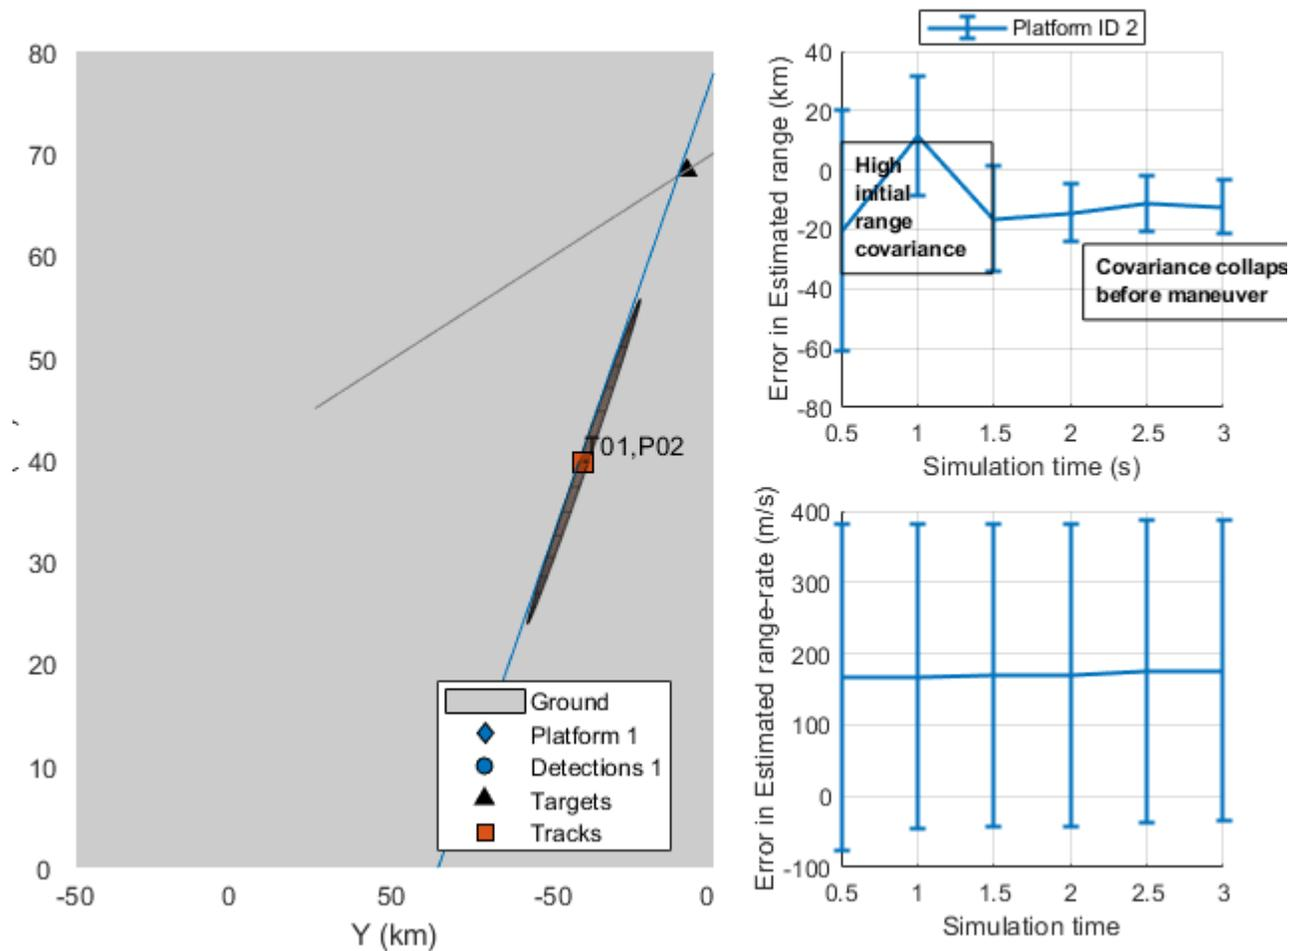 80
70
60
50
40
30
20
10
0
-50
0
50
-50
0
Y (km)
T01,P02
Ground
Platform 1
Detections 1
Targets
Tracks
Platform ID 2
Error in Estimated range (km)
40
20
0
-20
-40
-60
-80
High
initial
range
covariance
Covariance collaps
before maneuver
0.5
1
1.5
2
2.5
3
Simulation time (s)
Error in Estimated range-rate (m/s)
400
300
200
100
0
-100
0.5
1
1.5
2
2.5
3
Simulation time